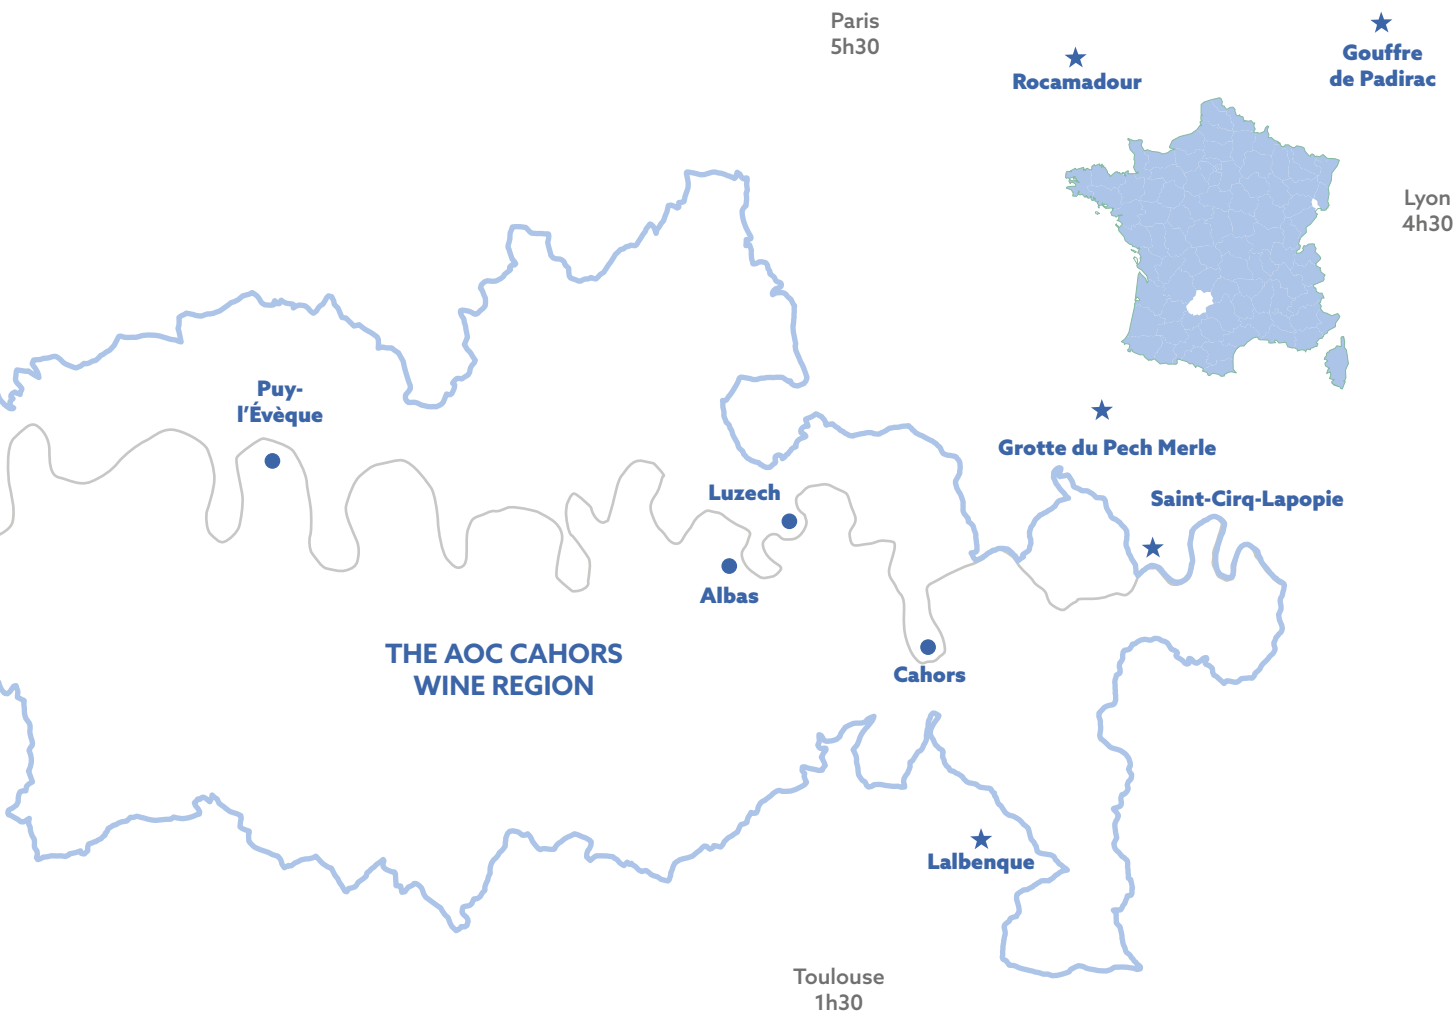 Paris
5h30
Rocamadour
Gouffre
de Padirac
Lyon
4h30
Puy-
l'Évèque
Grotte du Pech Merle
Luzech
Saint-Cirq-Lapopie
Albas
THE AOC CAHORS
WINE REGION
Cahors
Lalbenque
Toulouse
1h30